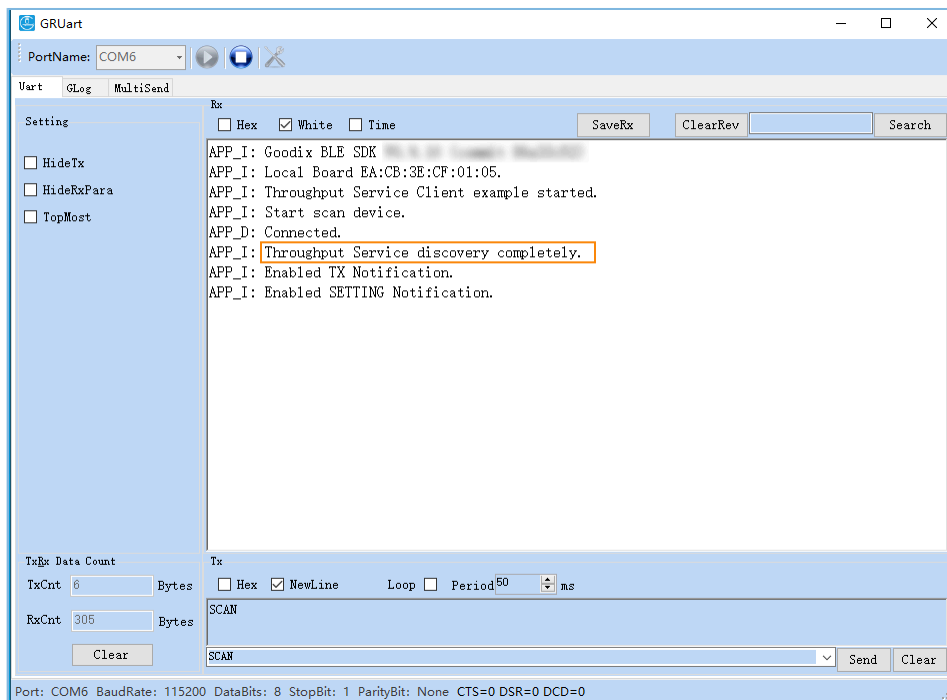 GRUart
PortName: COM6
Uart GLog MultiSend
Setting
HideTx
HideRxPara
TopMost
Rx
Hex White Time SaveRx ClearRev Search
APP_I: Goodix BLE SDK
APP_I: Local Board EA:CB:3E:CF:01:05.
APP_I: Throughput Service Client example started.
APP_I: Start scan device.
APP_D: Connected.
APP_I: Throughput Service discovery completely.
APP_I: Enabled TX Notification.
APP_I: Enabled SETTING Notification.
TxRx Data Count
TxCnt 6 Bytes
RxCnt 305 Bytes
Clear
Tx
Hex NewLine Loop Period 50 ms
SCAN
SCAN Send Clear
Port: COM6 BaudRate: 115200 DataBits: 8 StopBit: 1 ParityBit: None CTS=0 DSR=0 DCD=0